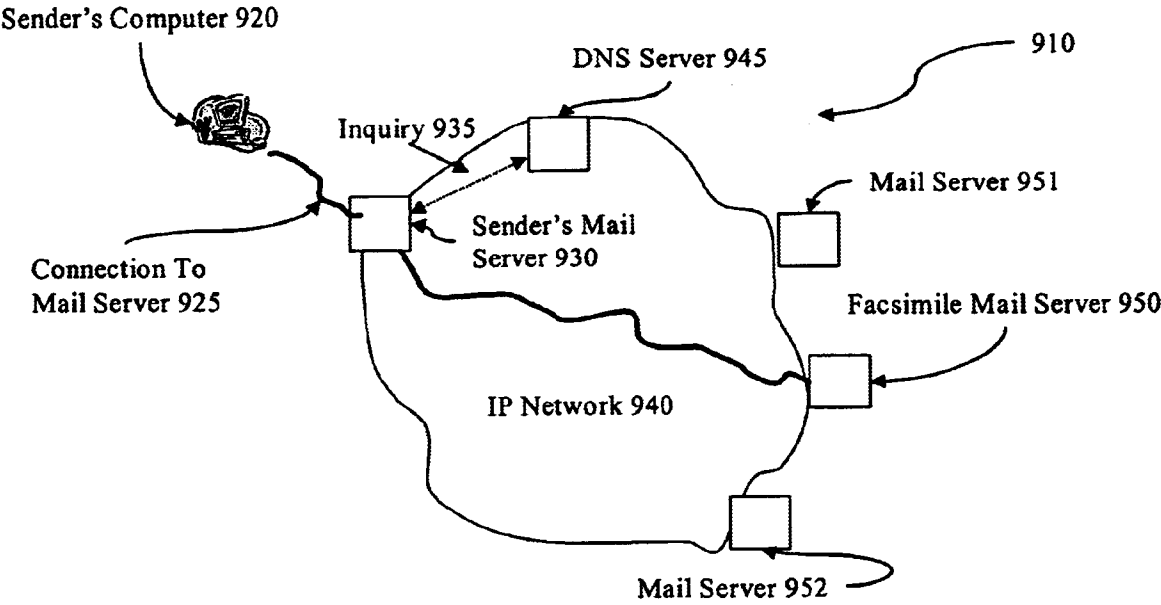 Sender's Computer 920
910
DNS Server 945
Inquiry 935
Mail Server 951
Sender's Mail
Server 930
Connection To
Mail Server 925
Facsimile Mail Server 950
IP Network 940
Mail Server 952